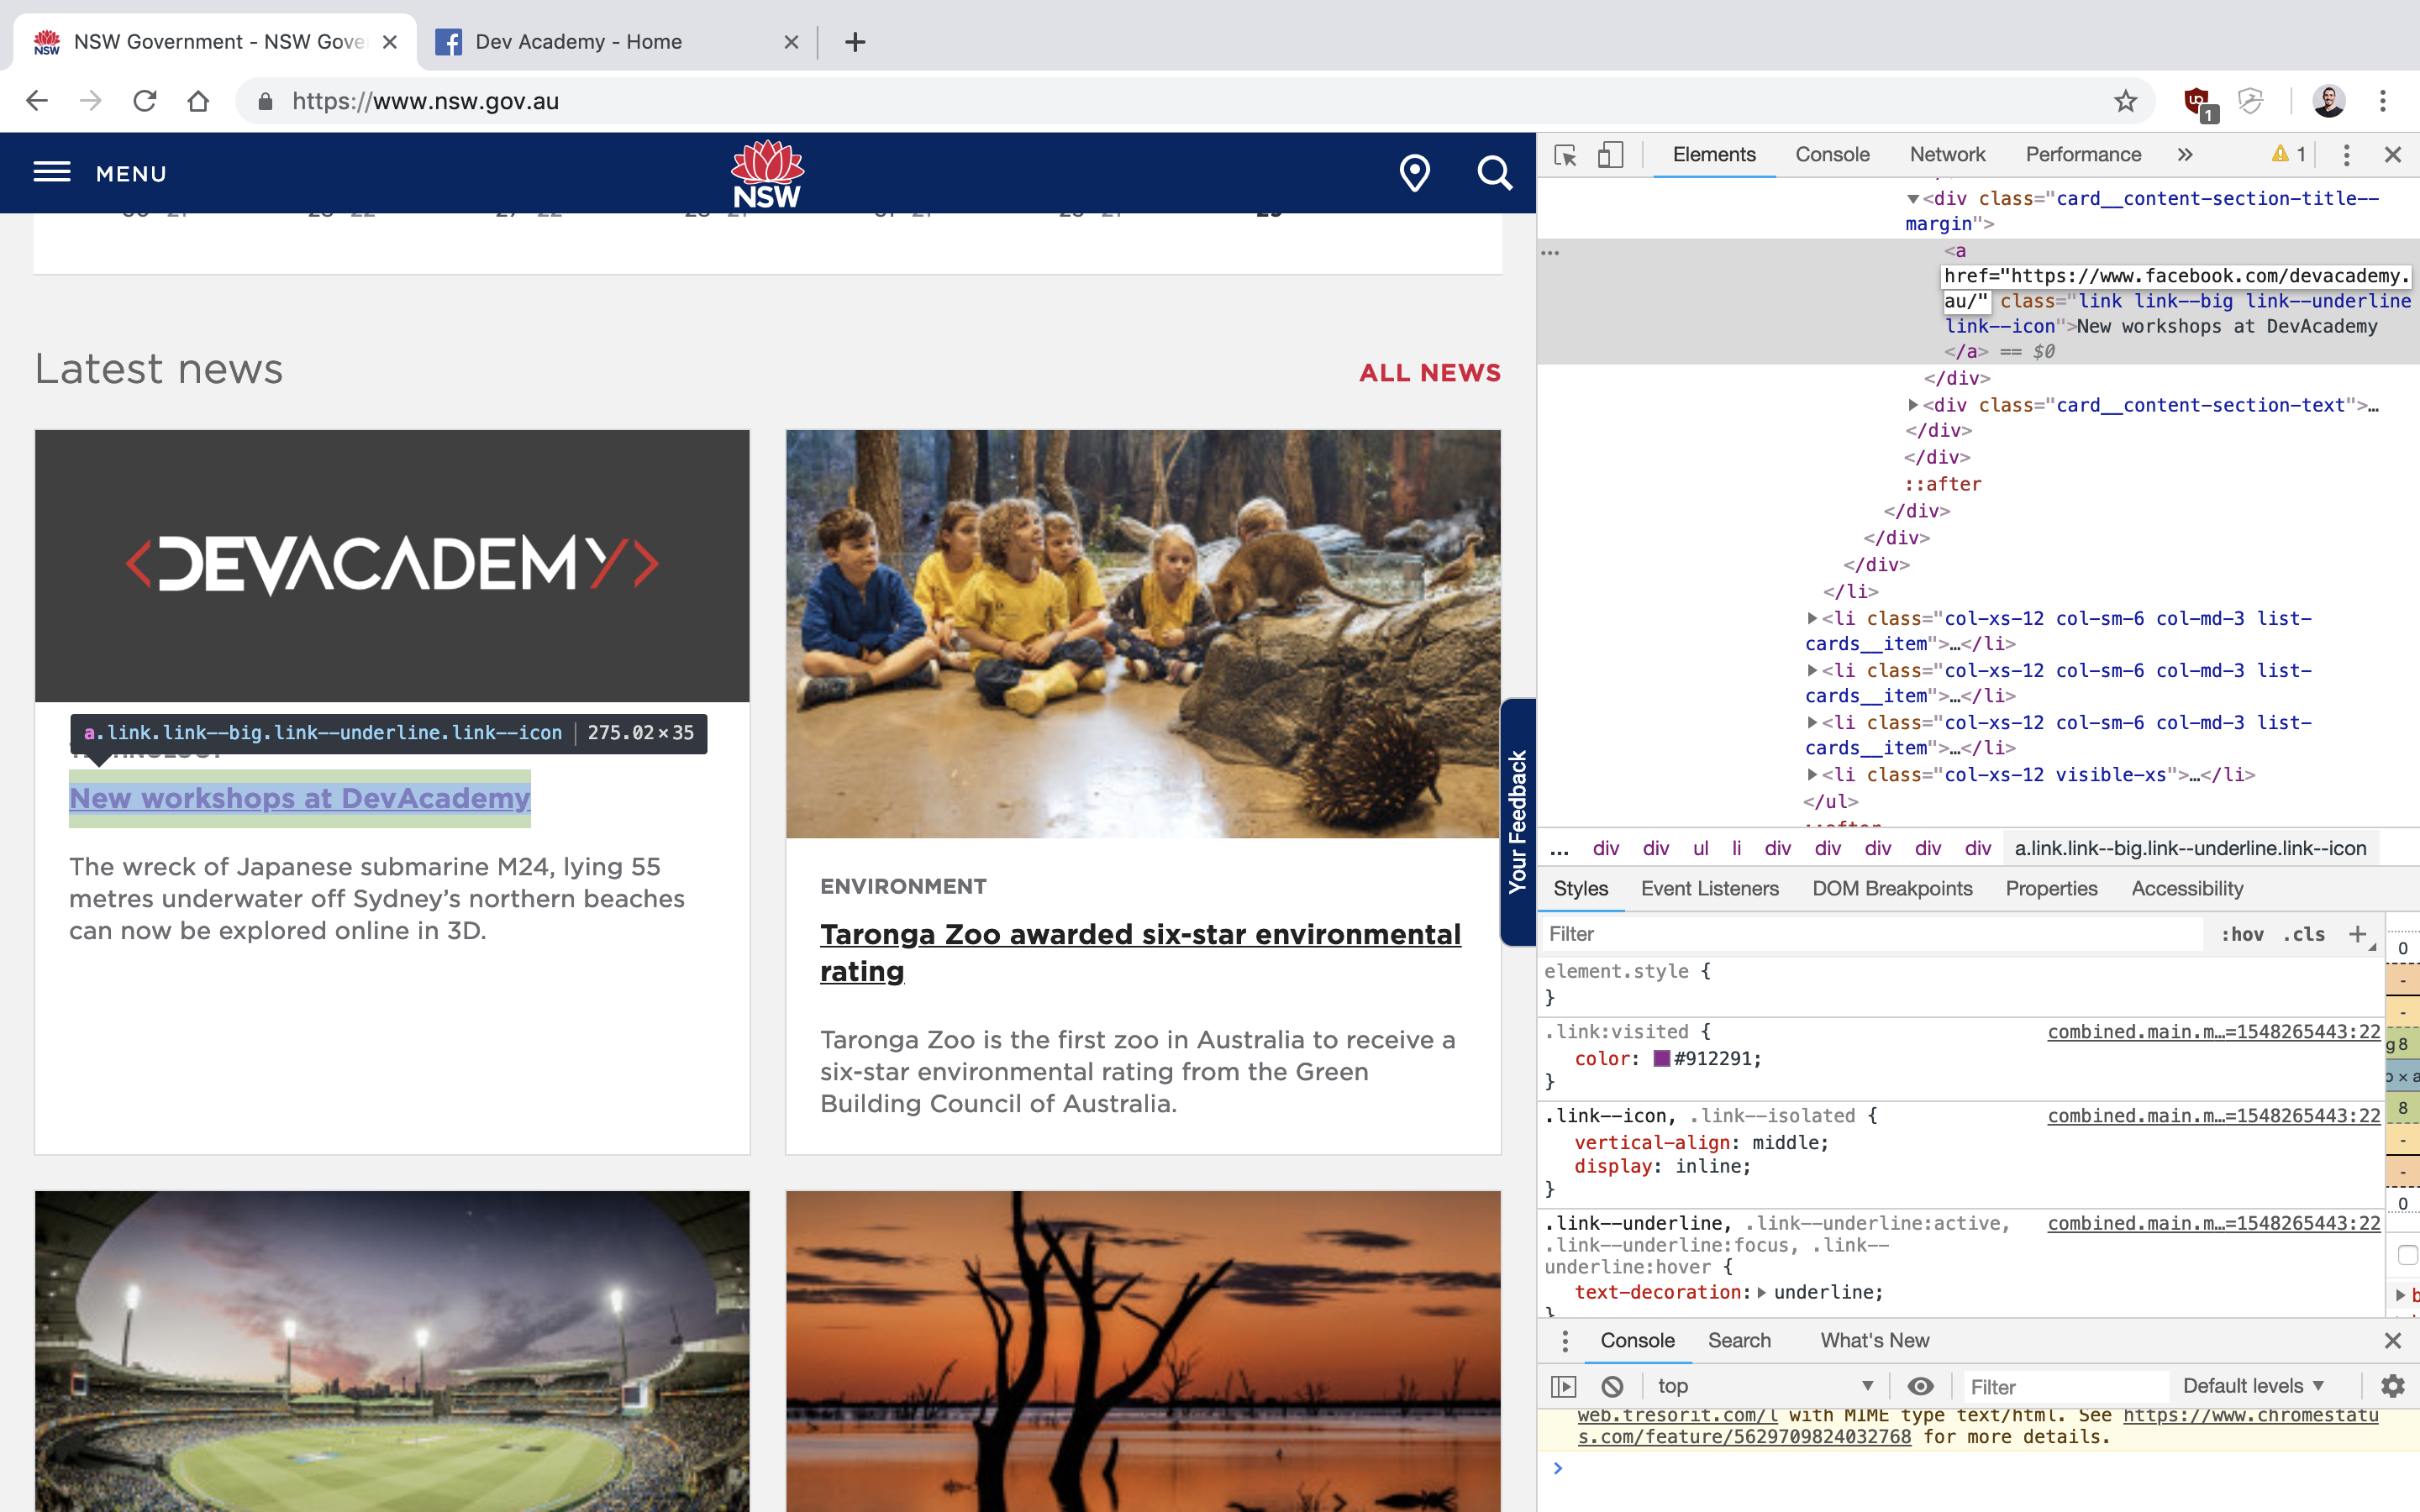 NSW Government - NSW Gove
Dev Academy - Home
https://www.nsw.gov.au
1
MENU
NSW
Latest news
ALL NEWS
<DEVACADEMY/>
a.link.link--big.link--underline.link--icon 275.02×35
New workshops at DevAcademy
The wreck of Japanese submarine M24, lying 55
metres underwater off Sydney’s northern beaches
can now be explored online in 3D.
ENVIRONMENT
Taronga Zoo awarded six-star environmental
rating
Taronga Zoo is the first zoo in Australia to receive a
six-star environmental rating from the Green
Building Council of Australia.
Your Feedback
Elements Console Network Performance » 1
<div class="card__content-section-title--
margin">
<a
href="https://www.facebook.com/devacademy.
au/" class="link link--big link--underline
link--icon">New workshops at DevAcademy
</a> == $0
</div>
<div class="card__content-section-text">…
</div>
</div>
::after
</div>
</div>
</div>
</li>
<li class="col-xs-12 col-sm-6 col-md-3 list-
cards__item">…</li>
<li class="col-xs-12 col-sm-6 col-md-3 list-
cards__item">…</li>
<li class="col-xs-12 col-sm-6 col-md-3 list-
cards__item">…</li>
<li class="col-xs-12 visible-xs">…</li>
</ul>
... div div ul li div div div div div a.link.link--big.link--underline.link--icon
Styles Event Listeners DOM Breakpoints Properties Accessibility
Filter :hov .cls +
element.style {
}
.link:visited { combined.main.m…=1548265443:22
color: #912291;
}
.link--icon, .link--isolated { combined.main.m…=1548265443:22
vertical-align: middle;
display: inline;
}
.link--underline, .link--underline:active, combined.main.m…=1548265443:22
.link--underline:focus, .link--
underline:hover {
text-decoration: underline;
}
0
-
-
8
8
-
-
0
Console Search What's New
top Filter Default levels
web.tresorit.com/l with MIME type text/html. See https://www.chromestatu
s.com/feature/5629709824032768 for more details.